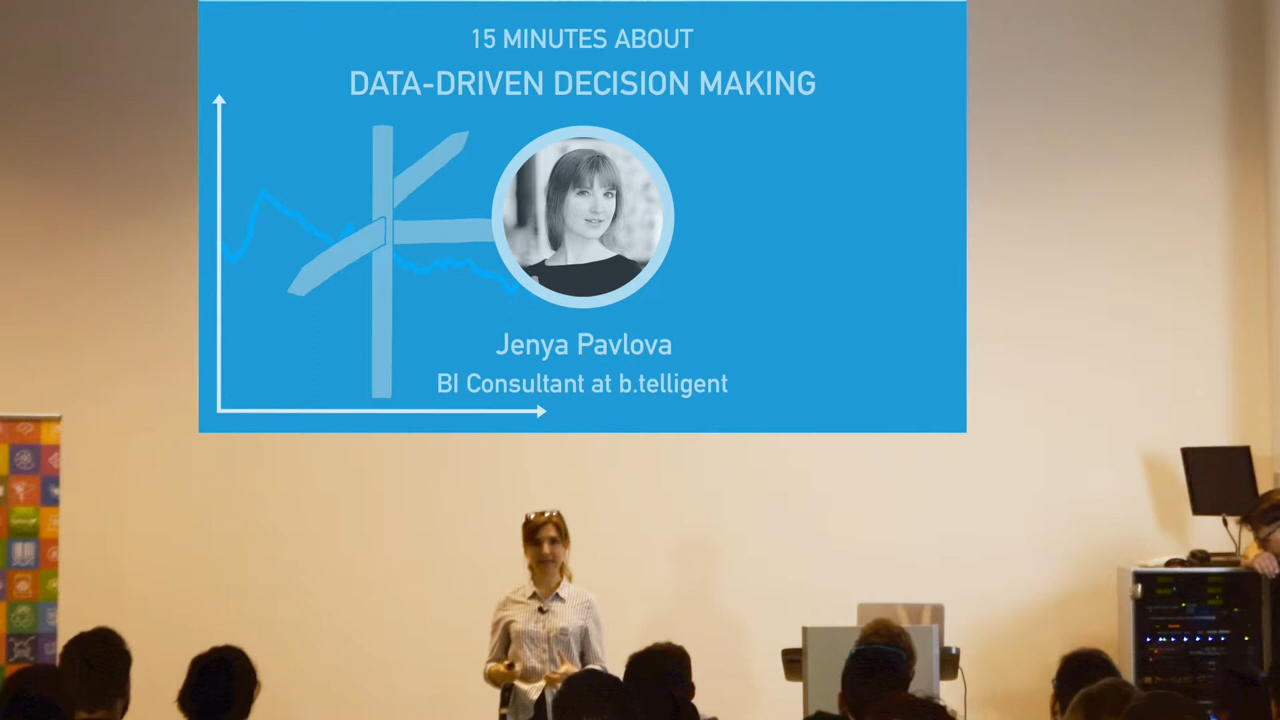 15 MINUTES ABOUT
DATA-DRIVEN DECISION MAKING
Jenya Pavlova
BI Consultant at b.telligent